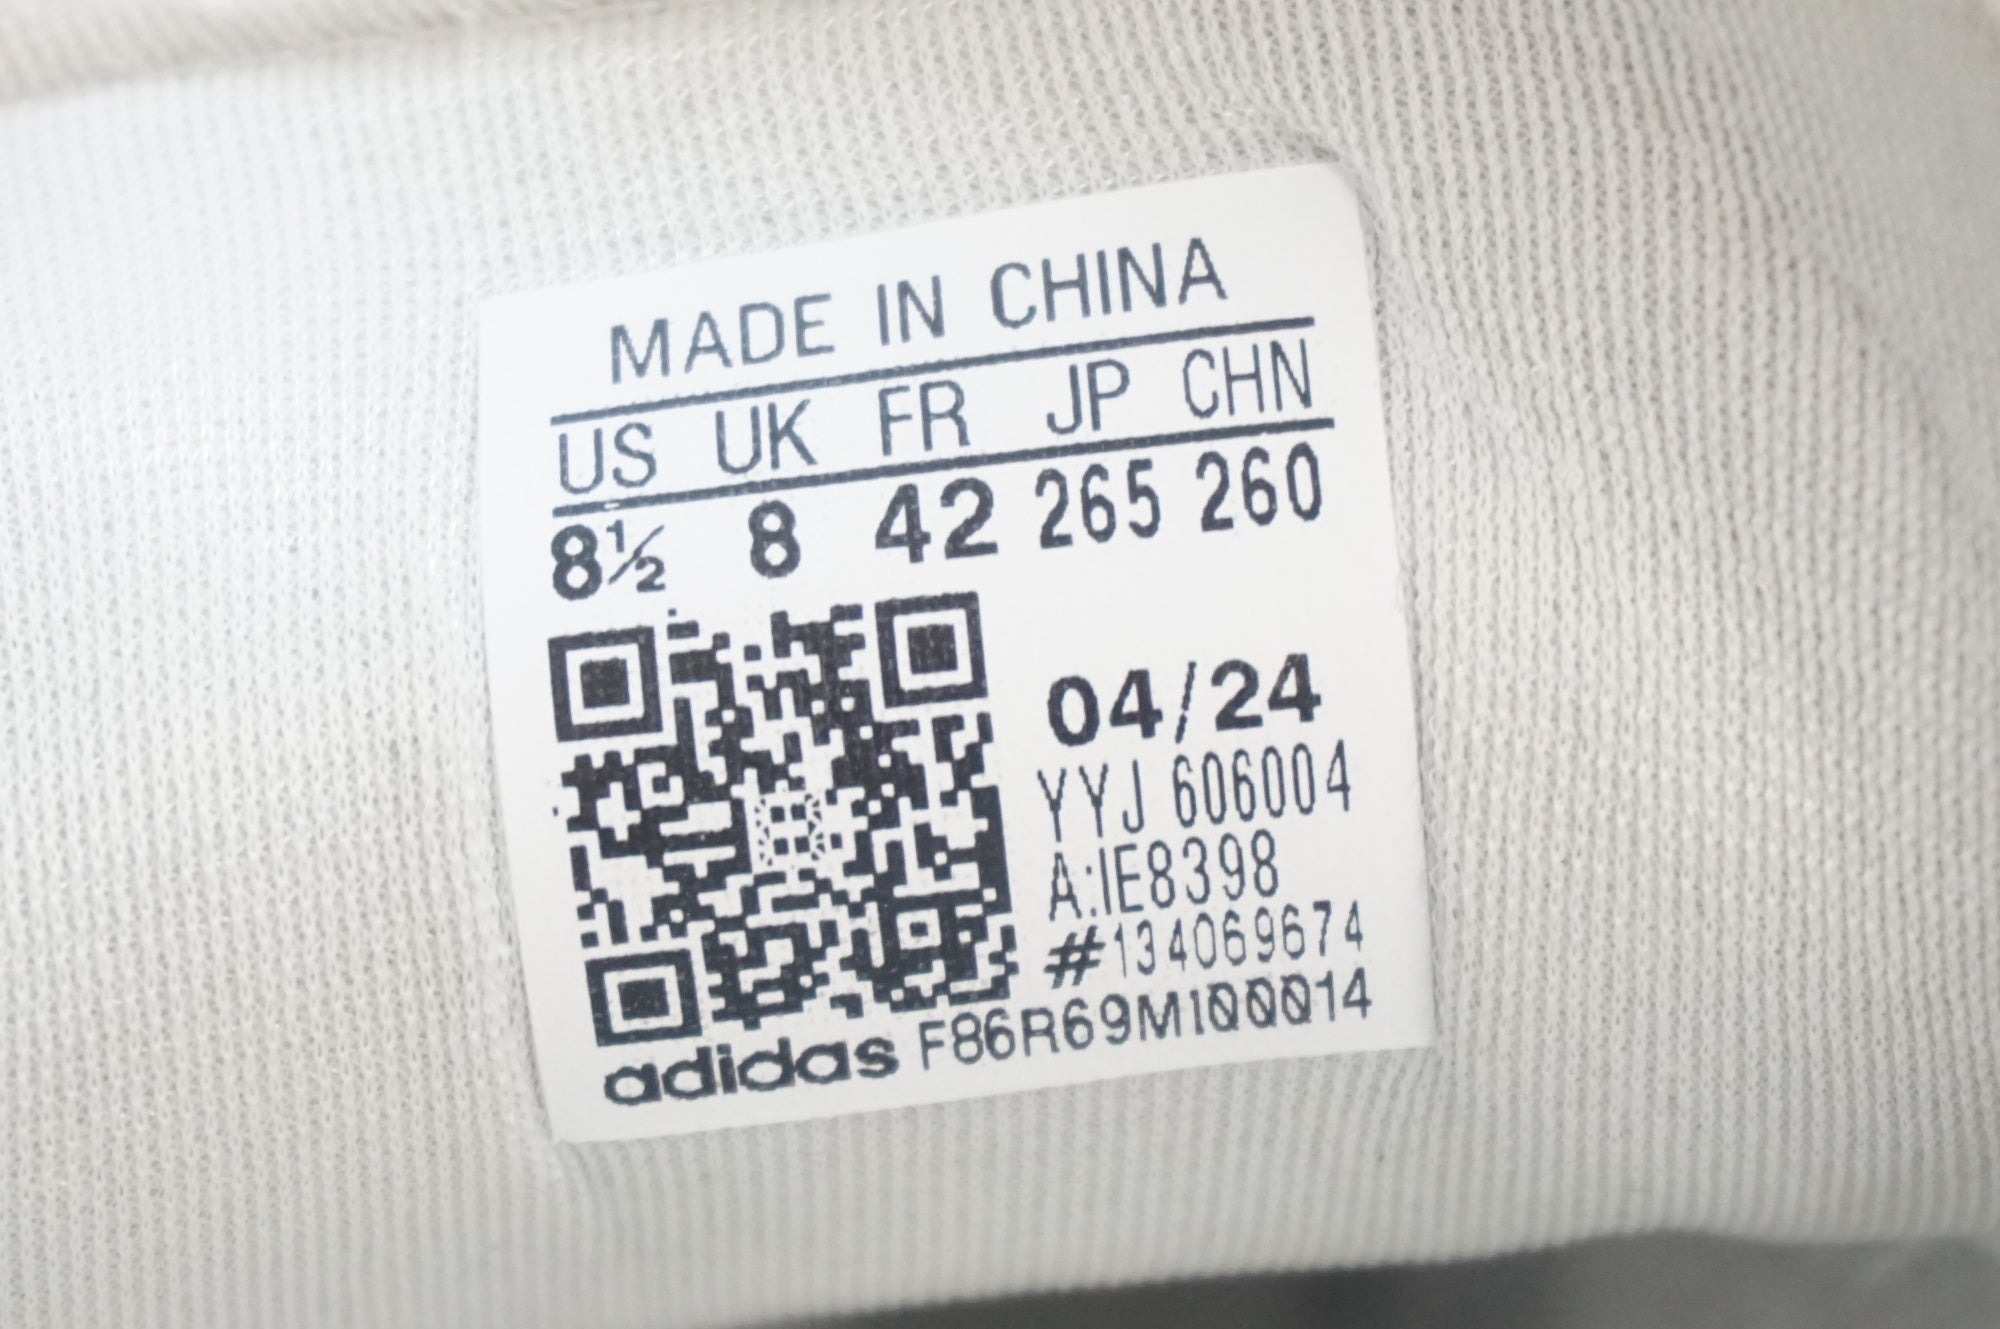 MADE IN CHINA
US UK FR JP CHN
8½ 8 42 265 260
04/24
YYJ 606004
A:IE8398
#134069674
adidas F86R69M100014